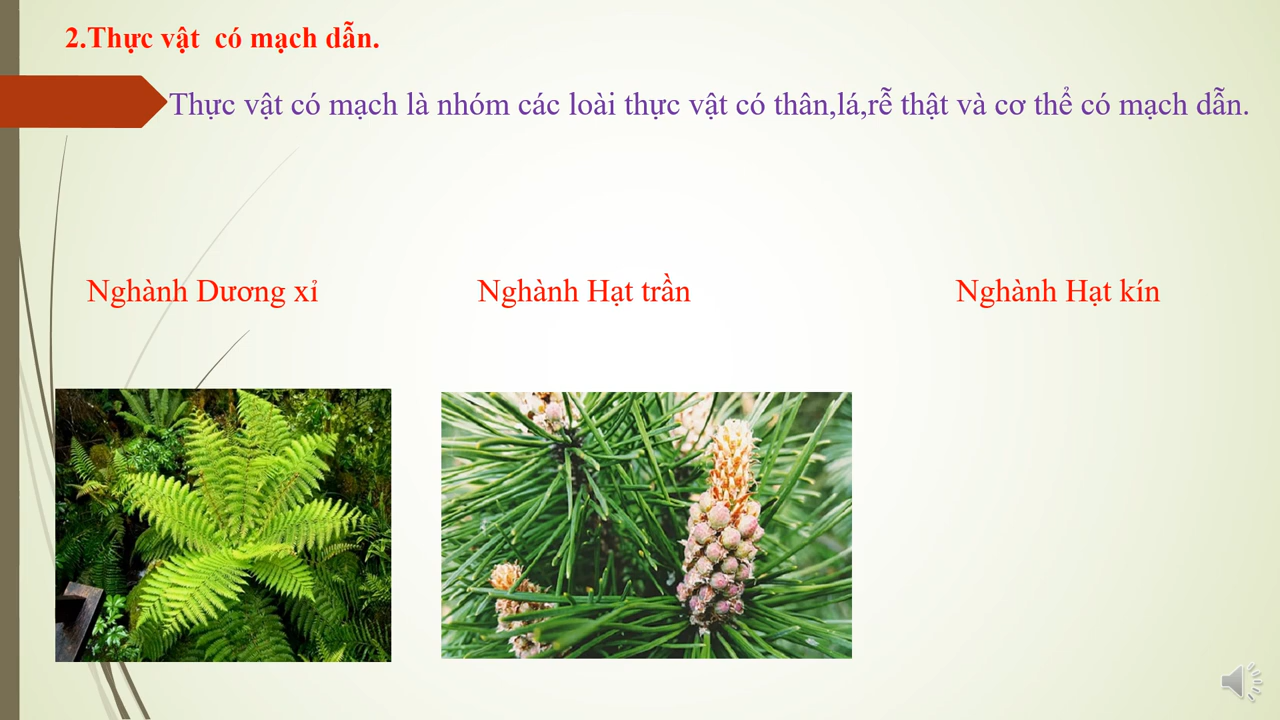 2.Thực vật  có mạch dẫn.
Thực vật có mạch là nhóm các loài thực vật có thân,lá,rễ thật và cơ thể có mạch dẫn.
Nghành Dương xỉ
Nghành Hạt trần
Nghành Hạt kín